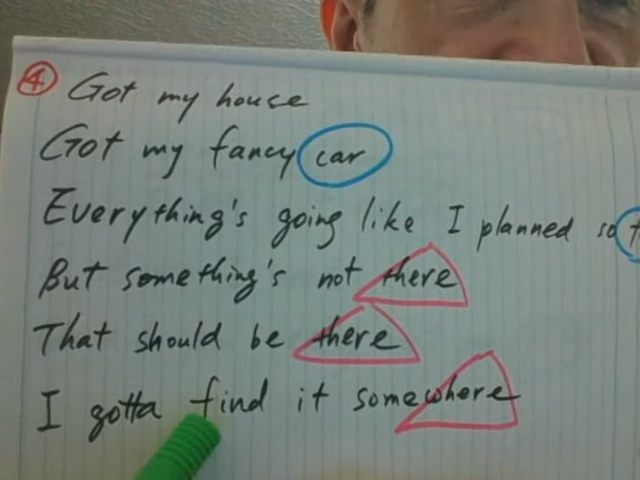 ④ Got my house
Got my fancy car
Everything's going like I planned so
But something's not there
That should be there
I gotta find it somewhere